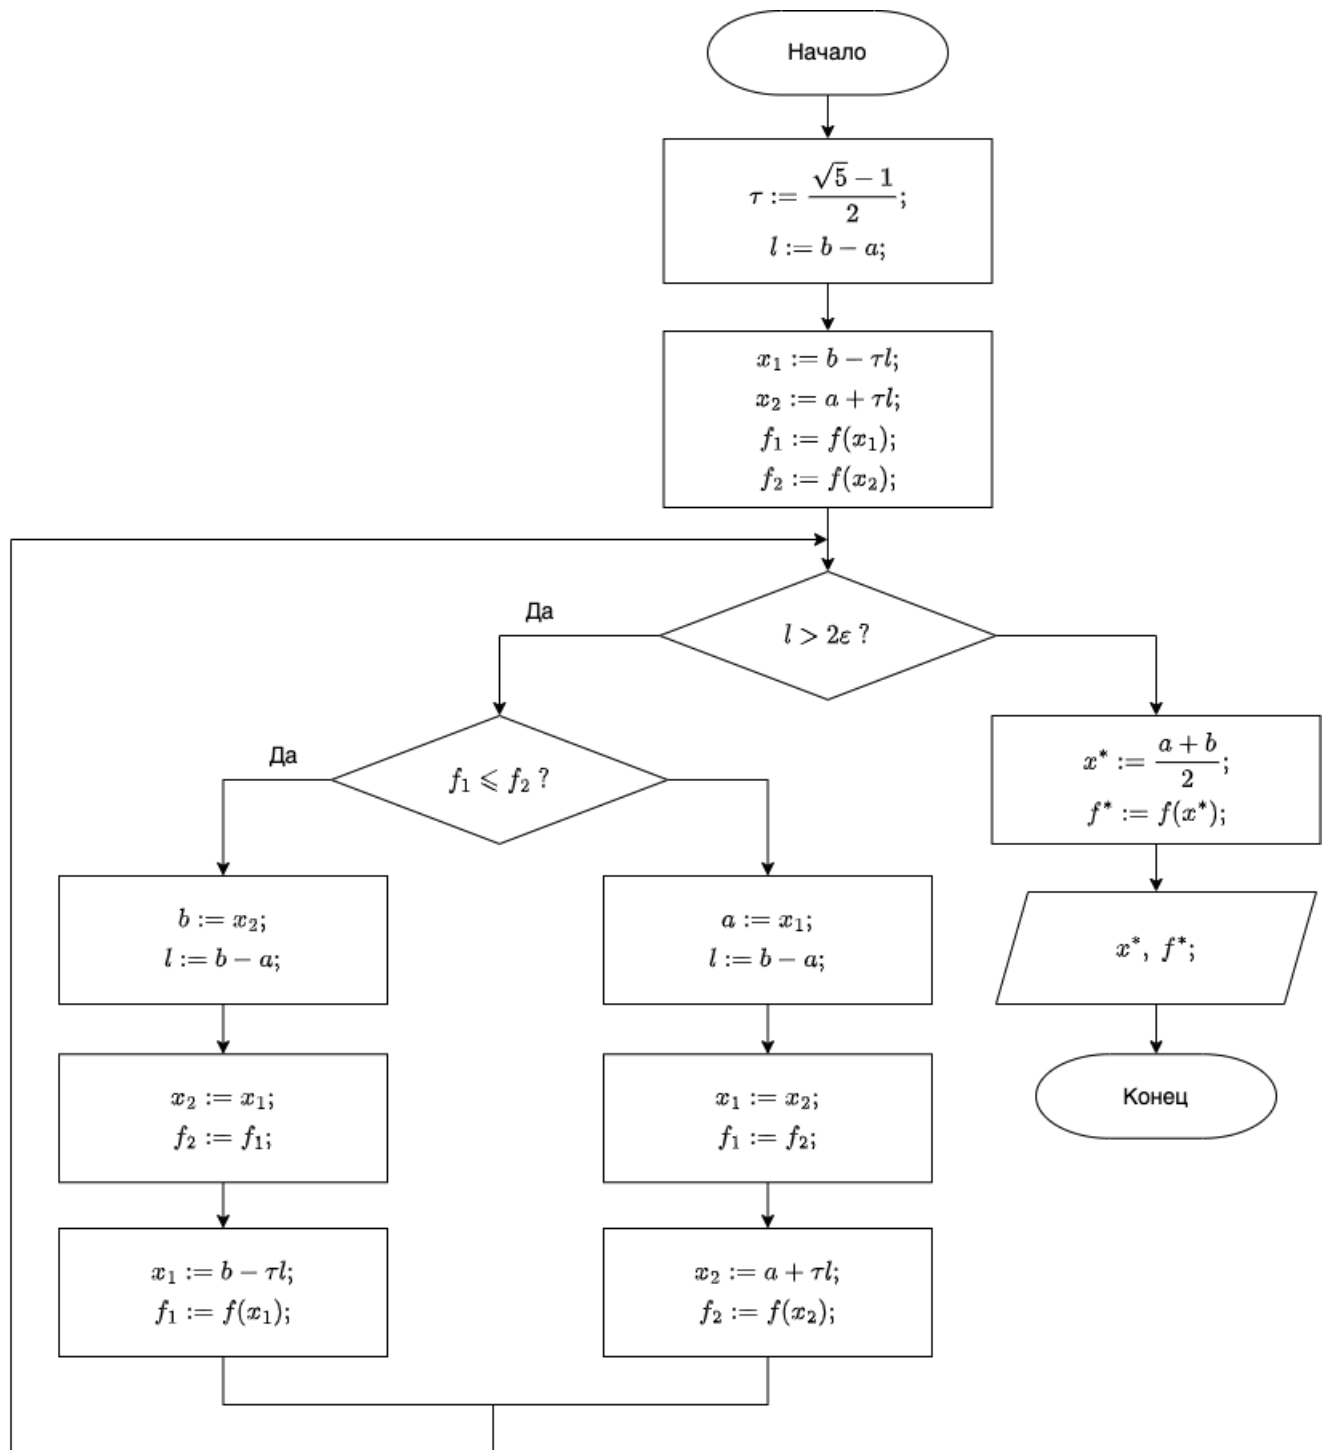 Начало
τ := (√5 − 1)/2;
l := b − a;
x₁ := b − τl;
x₂ := a + τl;
f₁ := f(x₁);
f₂ := f(x₂);
Да
l > 2ε ?
Да
f₁ ⩽ f₂ ?
x* := (a + b)/2;
f* := f(x*);
b := x₂;
l := b − a;
a := x₁;
l := b − a;
x*, f*;
x₂ := x₁;
f₂ := f₁;
x₁ := x₂;
f₁ := f₂;
Конец
x₁ := b − τl;
f₁ := f(x₁);
x₂ := a + τl;
f₂ := f(x₂);